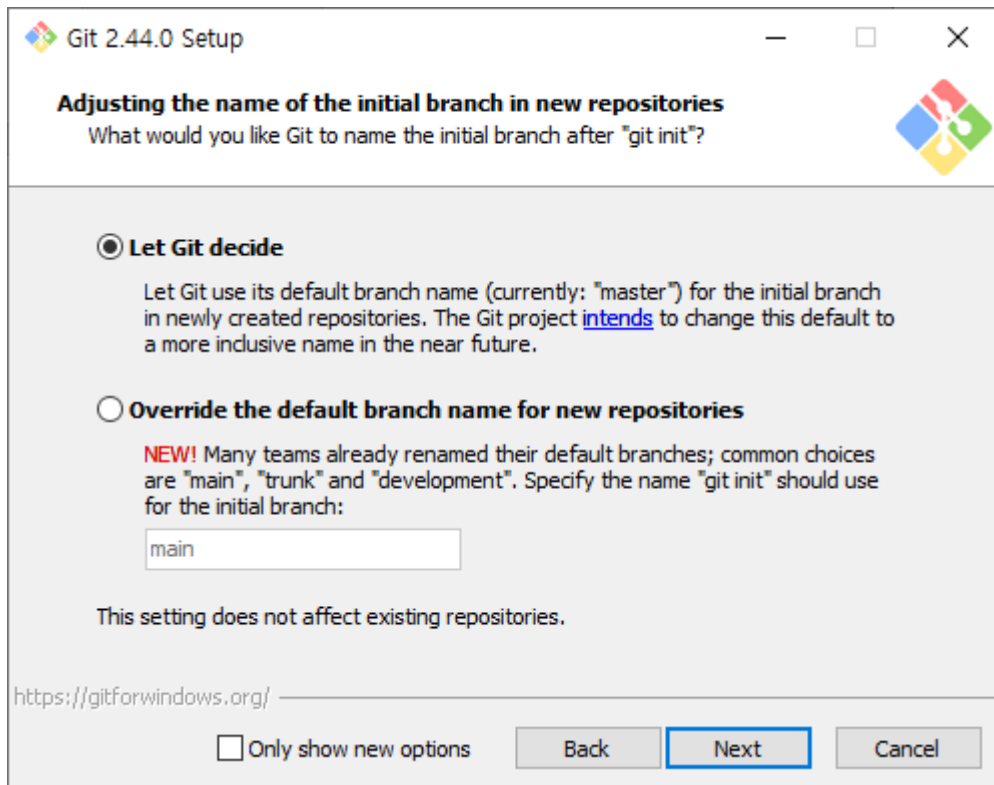 Git 2.44.0 Setup
Adjusting the name of the initial branch in new repositories
What would you like Git to name the initial branch after "git init"?
Let Git decide
Let Git use its default branch name (currently: "master") for the initial branch
in newly created repositories. The Git project intends to change this default to
a more inclusive name in the near future.
Override the default branch name for new repositories
NEW! Many teams already renamed their default branches; common choices
are "main", "trunk" and "development". Specify the name "git init" should use
for the initial branch:
main
This setting does not affect existing repositories.
https://gitforwindows.org/
Only show new options Back Next Cancel